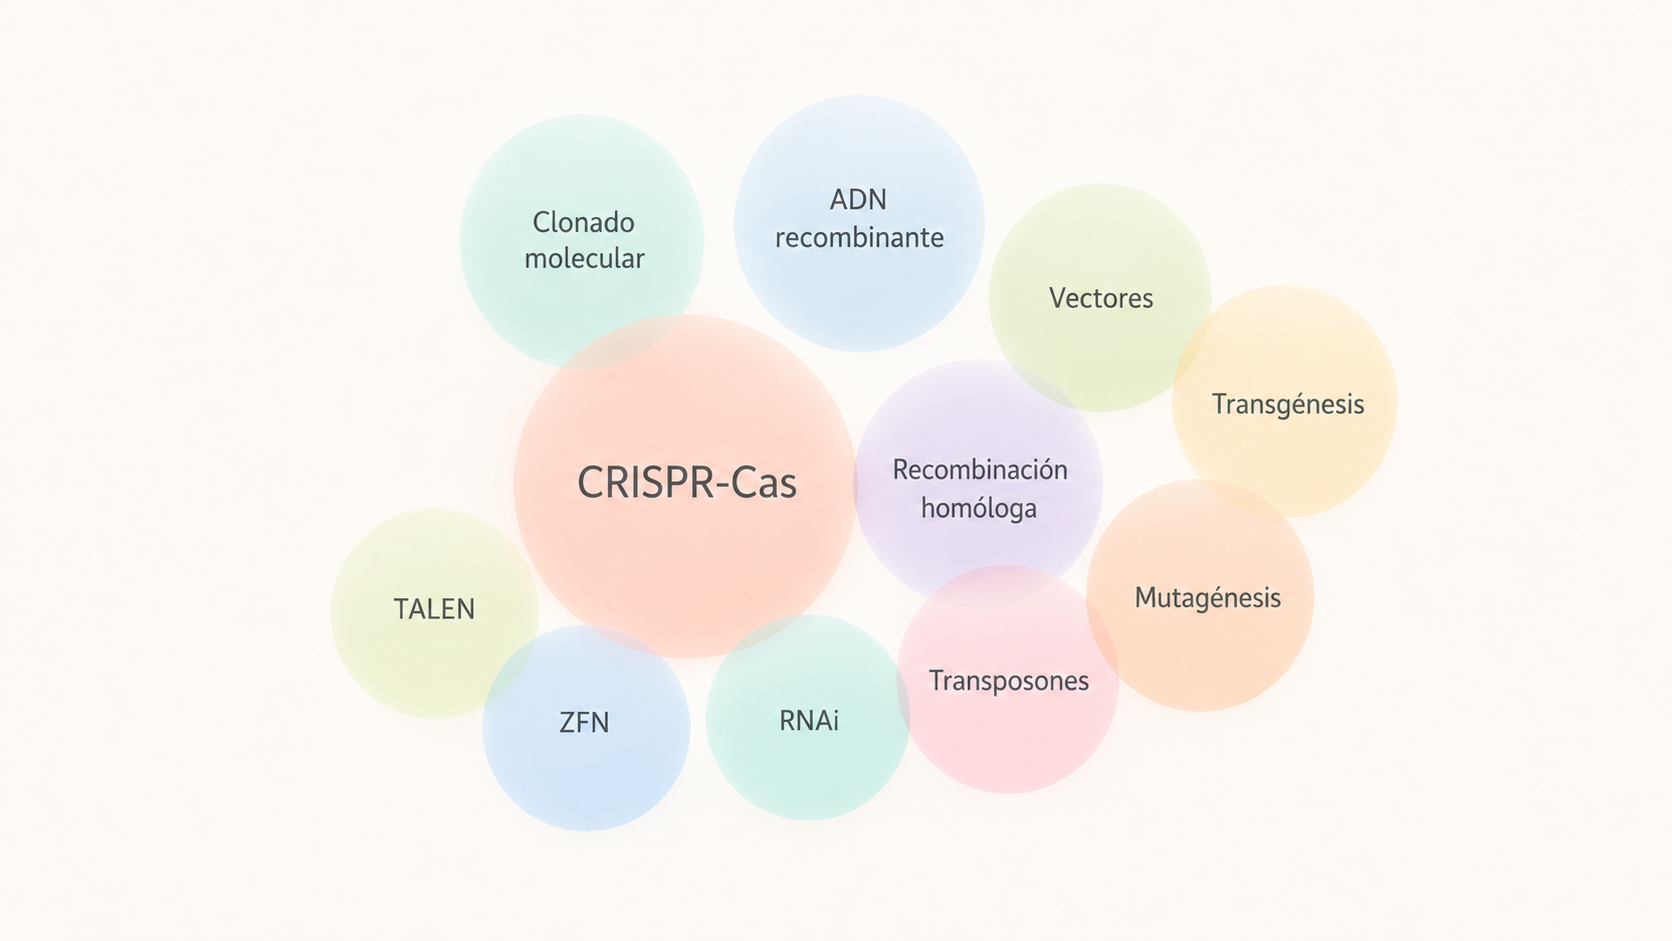 Clonado
molecular
ADN
recombinante
Vectores
Transgénesis
CRISPR-Cas
Recombinación
homóloga
TALEN
Mutagénesis
Transposones
ZFN
RNAi